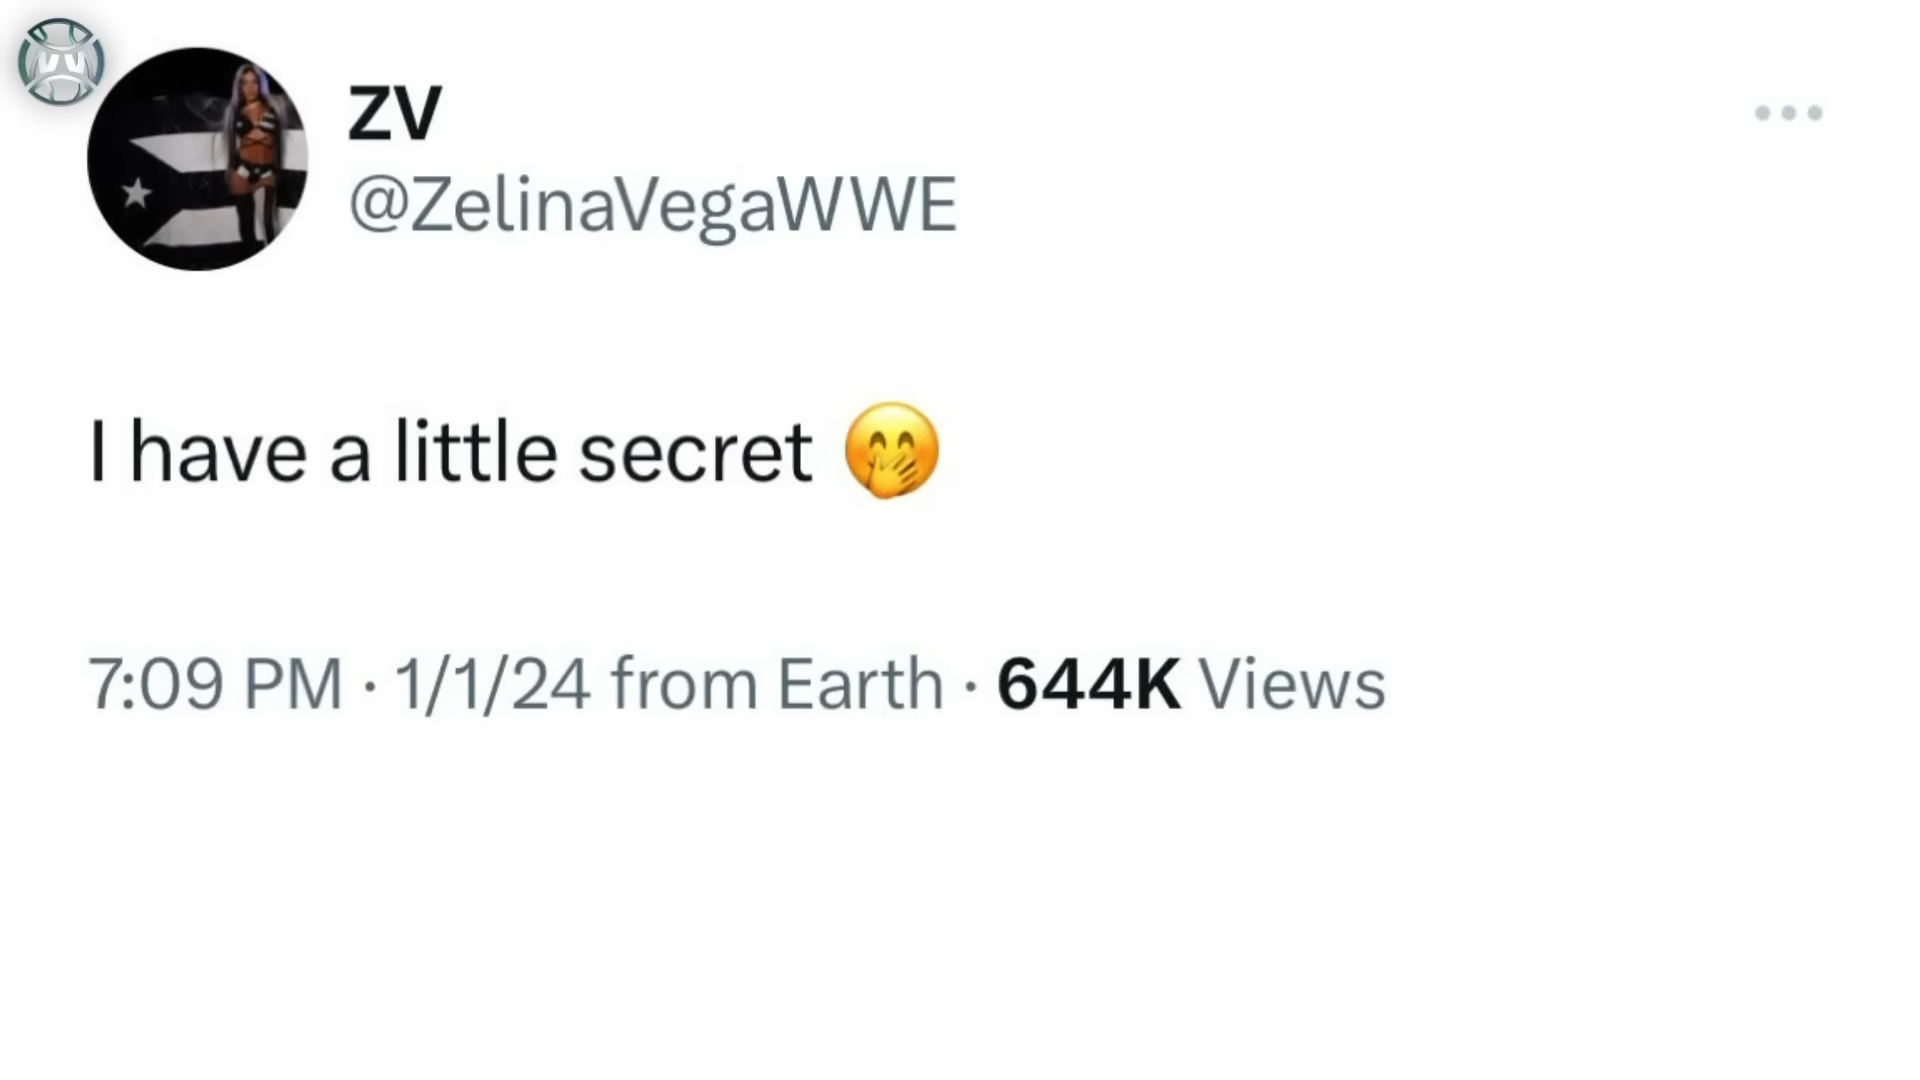 ZV
@ZelinaVegaWWE
I have a little secret 🤭
7:09 PM · 1/1/24 from Earth · 644K Views